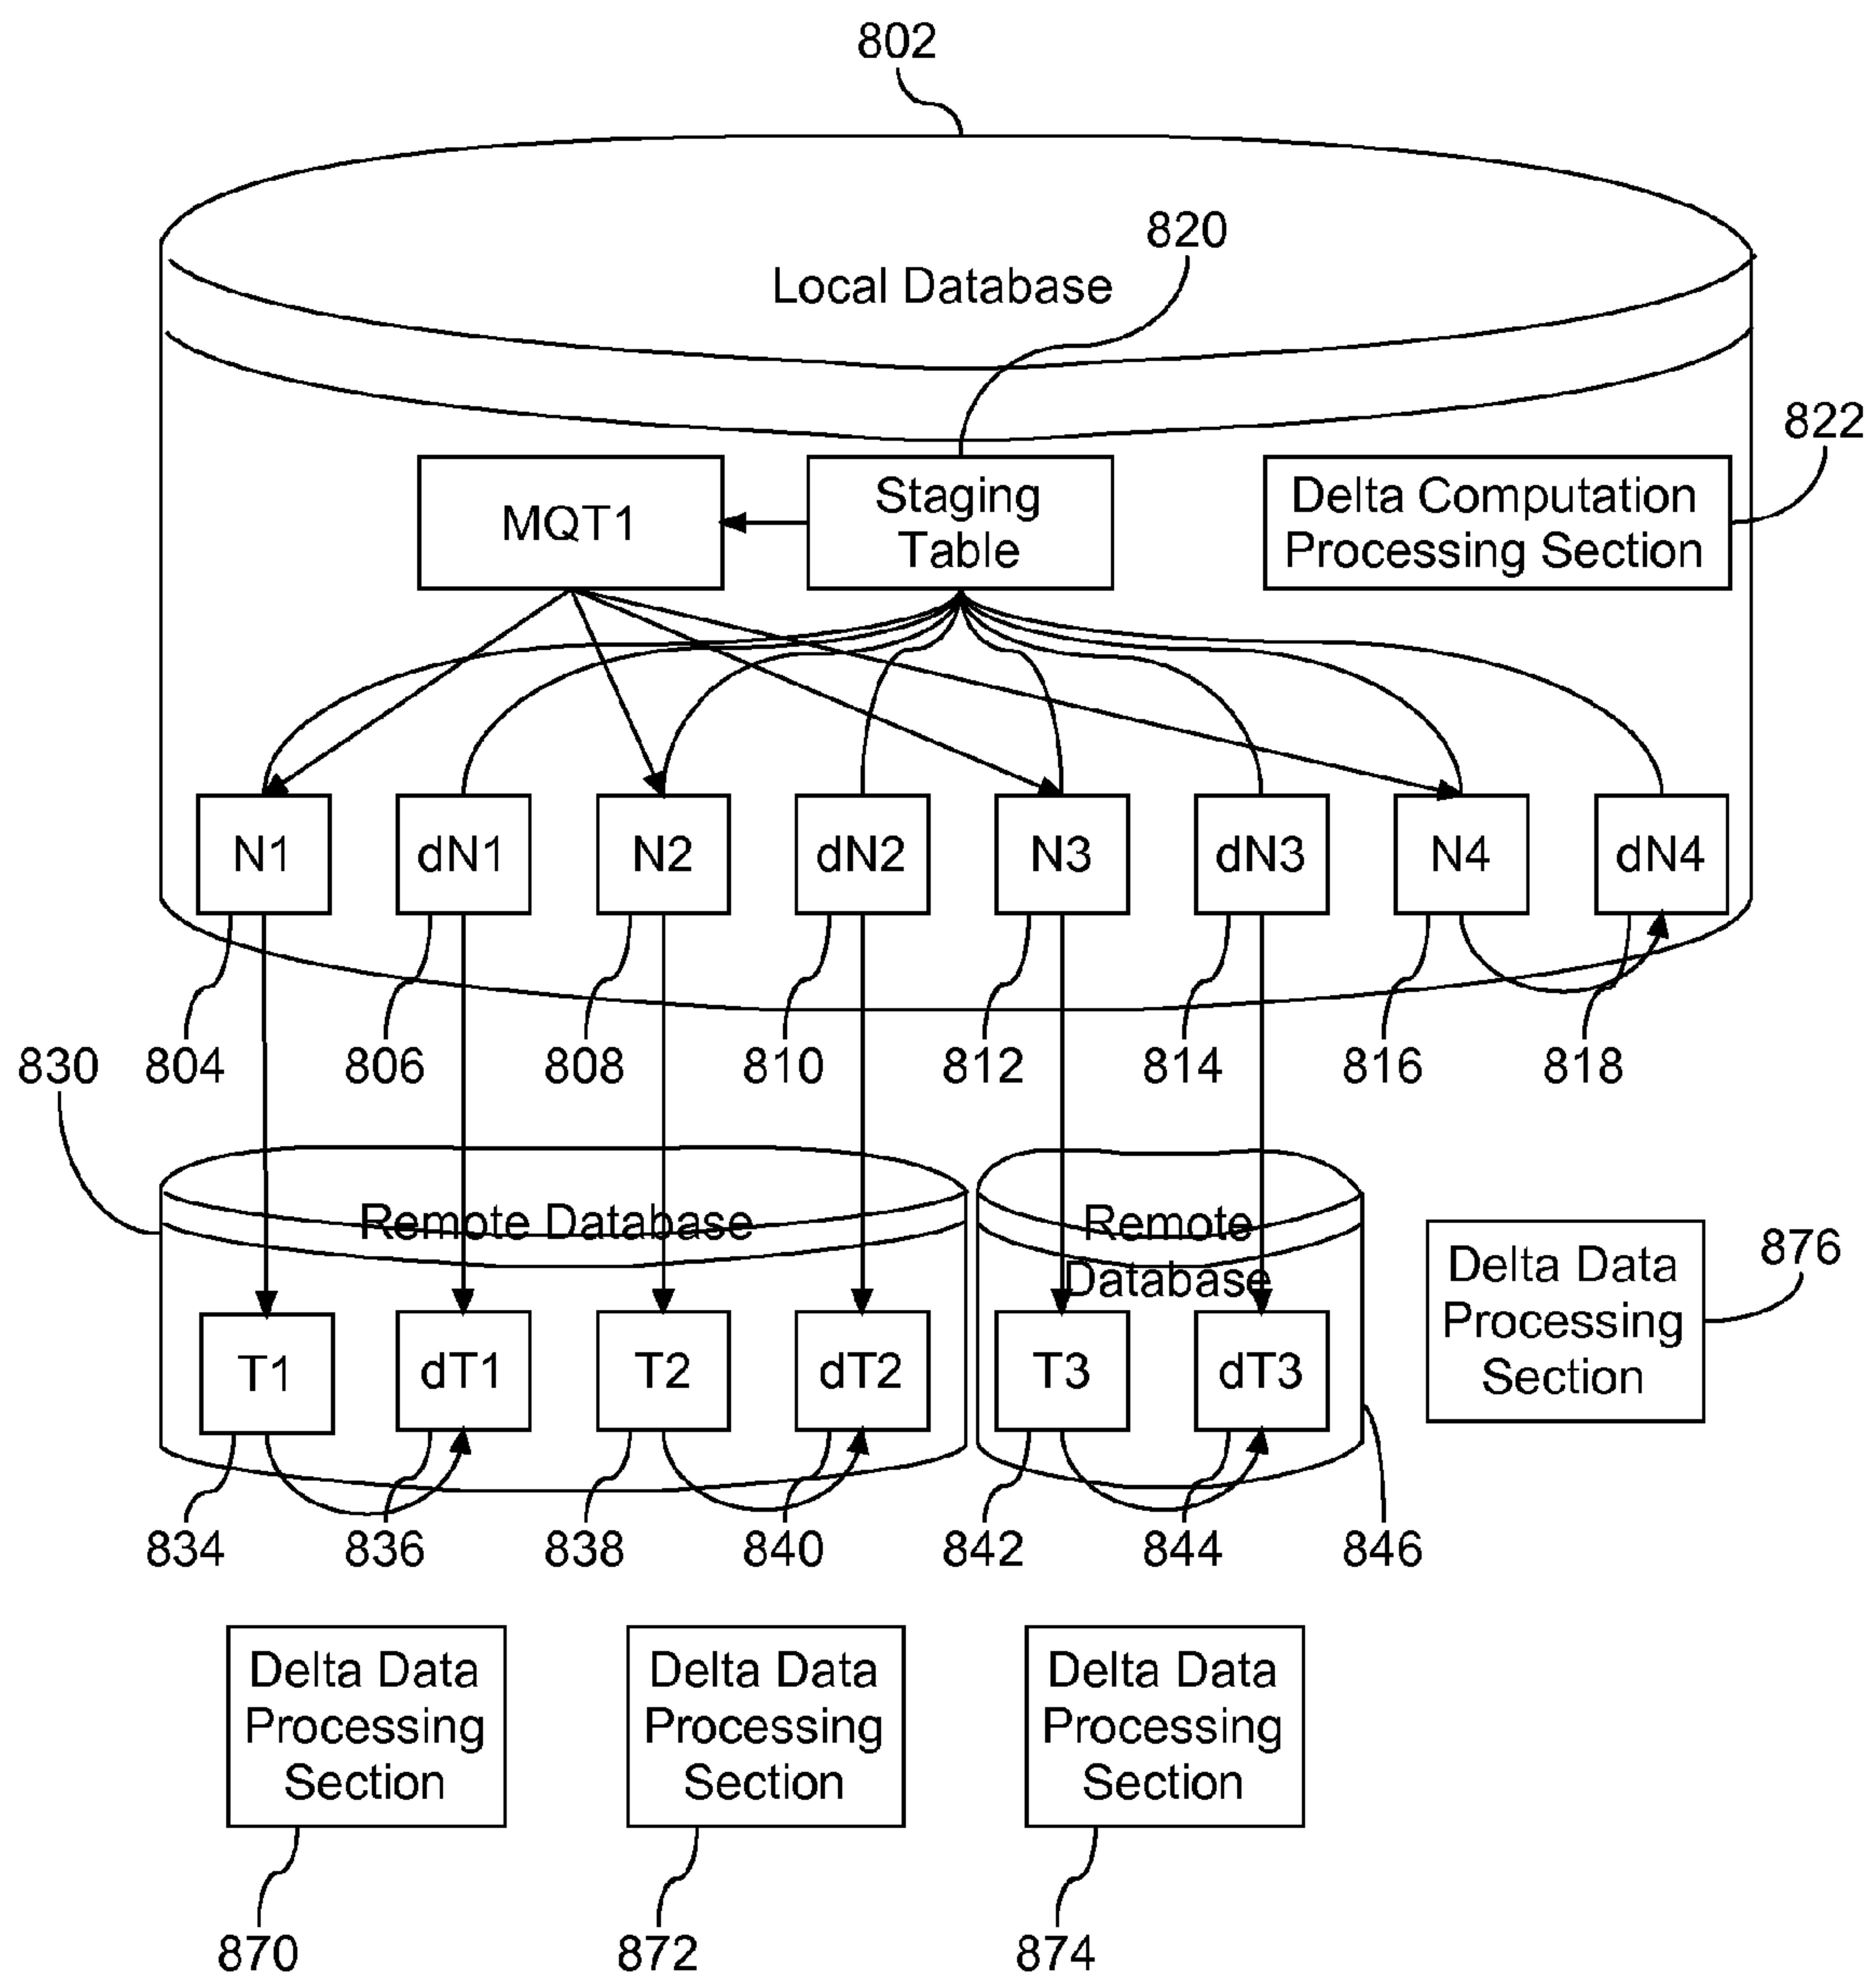 802
820
Local Database
822
MQT1
Staging
Table
Delta Computation
Processing Section
N1
dN1
N2
dN2
N3
dN3
N4
dN4
830
804
806
808
810
812
814
816
818
Remote Database
Remote
Database
876
Delta Data
Processing
Section
T1
dT1
T2
dT2
T3
dT3
834
836
838
840
842
844
846
Delta Data
Processing
Section
Delta Data
Processing
Section
Delta Data
Processing
Section
870
872
874